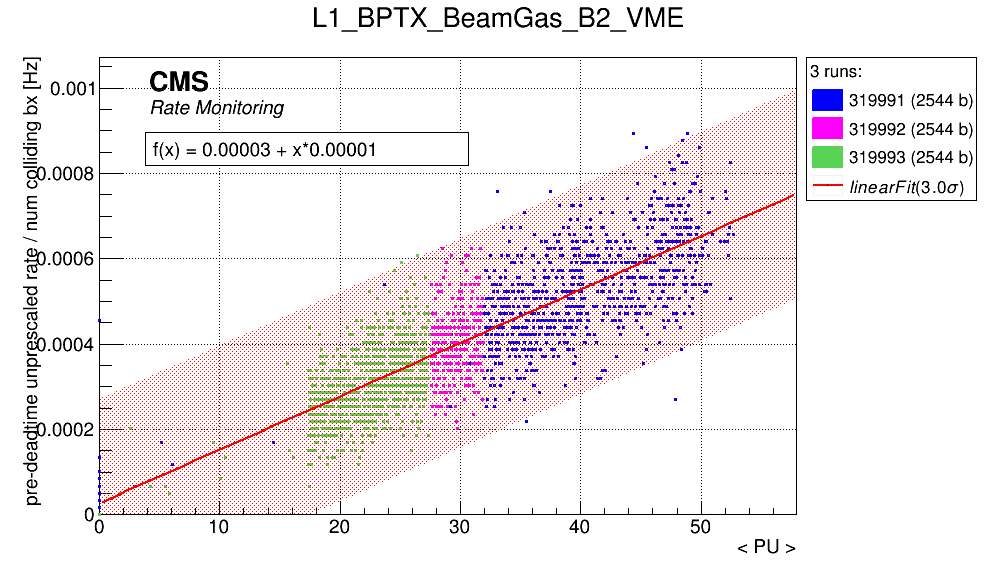 L1_BPTX_BeamGas_B2_VME
pre-deadtime unprescaled rate / num colliding bx [Hz]
CMS
Rate Monitoring
f(x) = 0.00003 + x*0.00001
0.001
0.0008
0.0006
0.0004
0.0002
0
0 10 20 30 40 50
< PU >
3 runs:
319991 (2544 b)
319992 (2544 b)
319993 (2544 b)
linearFit(3.0σ)